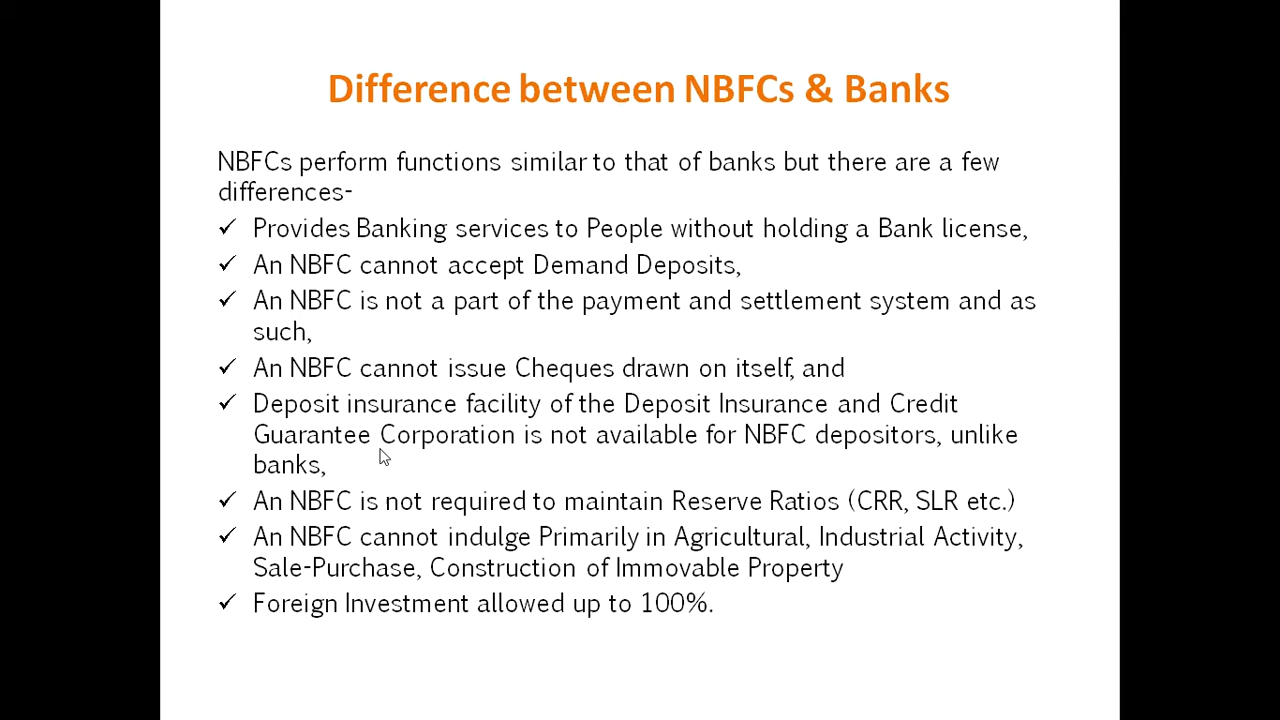 Difference between NBFCs & Banks
NBFCs perform functions similar to that of banks but there are a few
differences-
✓ Provides Banking services to People without holding a Bank license,
✓ An NBFC cannot accept Demand Deposits,
✓ An NBFC is not a part of the payment and settlement system and as
such,
✓ An NBFC cannot issue Cheques drawn on itself, and
✓ Deposit insurance facility of the Deposit Insurance and Credit
Guarantee Corporation is not available for NBFC depositors, unlike
banks,
✓ An NBFC is not required to maintain Reserve Ratios (CRR, SLR etc.)
✓ An NBFC cannot indulge Primarily in Agricultural, Industrial Activity,
Sale-Purchase, Construction of Immovable Property
✓ Foreign Investment allowed up to 100%.